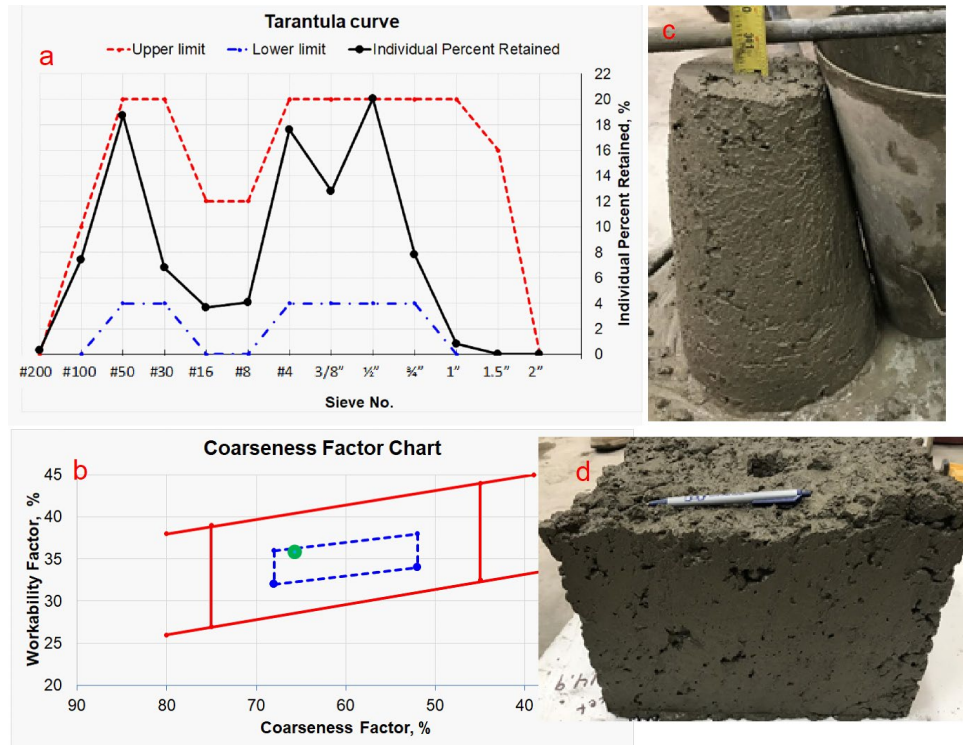 Tarantula curve
a
Upper limit
Lower limit
Individual Percent Retained
22
20
18
16
14
12
10
8
6
4
2
0
Individual Percent Retained, %
#200 #100 #50 #30 #16 #8 #4 3/8" ½" ¾" 1" 1.5" 2"
Sieve No.
c
b
Coarseness Factor Chart
Workability Factor, %
45
40
35
30
25
20
90 80 70 60 50 40
Coarseness Factor, %
d